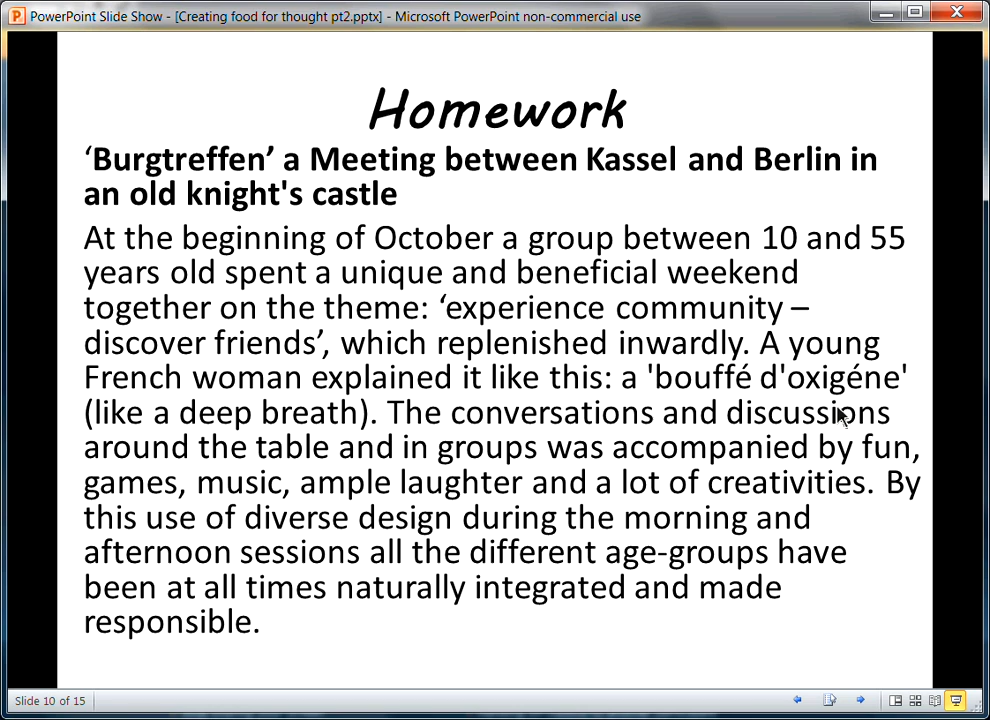 PowerPoint Slide Show - [Creating food for thought pt2.pptx] - Microsoft PowerPoint non-commercial use
Homework
‘Burgtreffen’ a Meeting between Kassel and Berlin in
an old knight's castle
At the beginning of October a group between 10 and 55
years old spent a unique and beneficial weekend
together on the theme: ‘experience community –
discover friends’, which replenished inwardly. A young
French woman explained it like this: a 'bouffé d'oxigéne'
(like a deep breath). The conversations and discussions
around the table and in groups was accompanied by fun,
games, music, ample laughter and a lot of creativities. By
this use of diverse design during the morning and
afternoon sessions all the different age-groups have
been at all times naturally integrated and made
responsible.
Slide 10 of 15